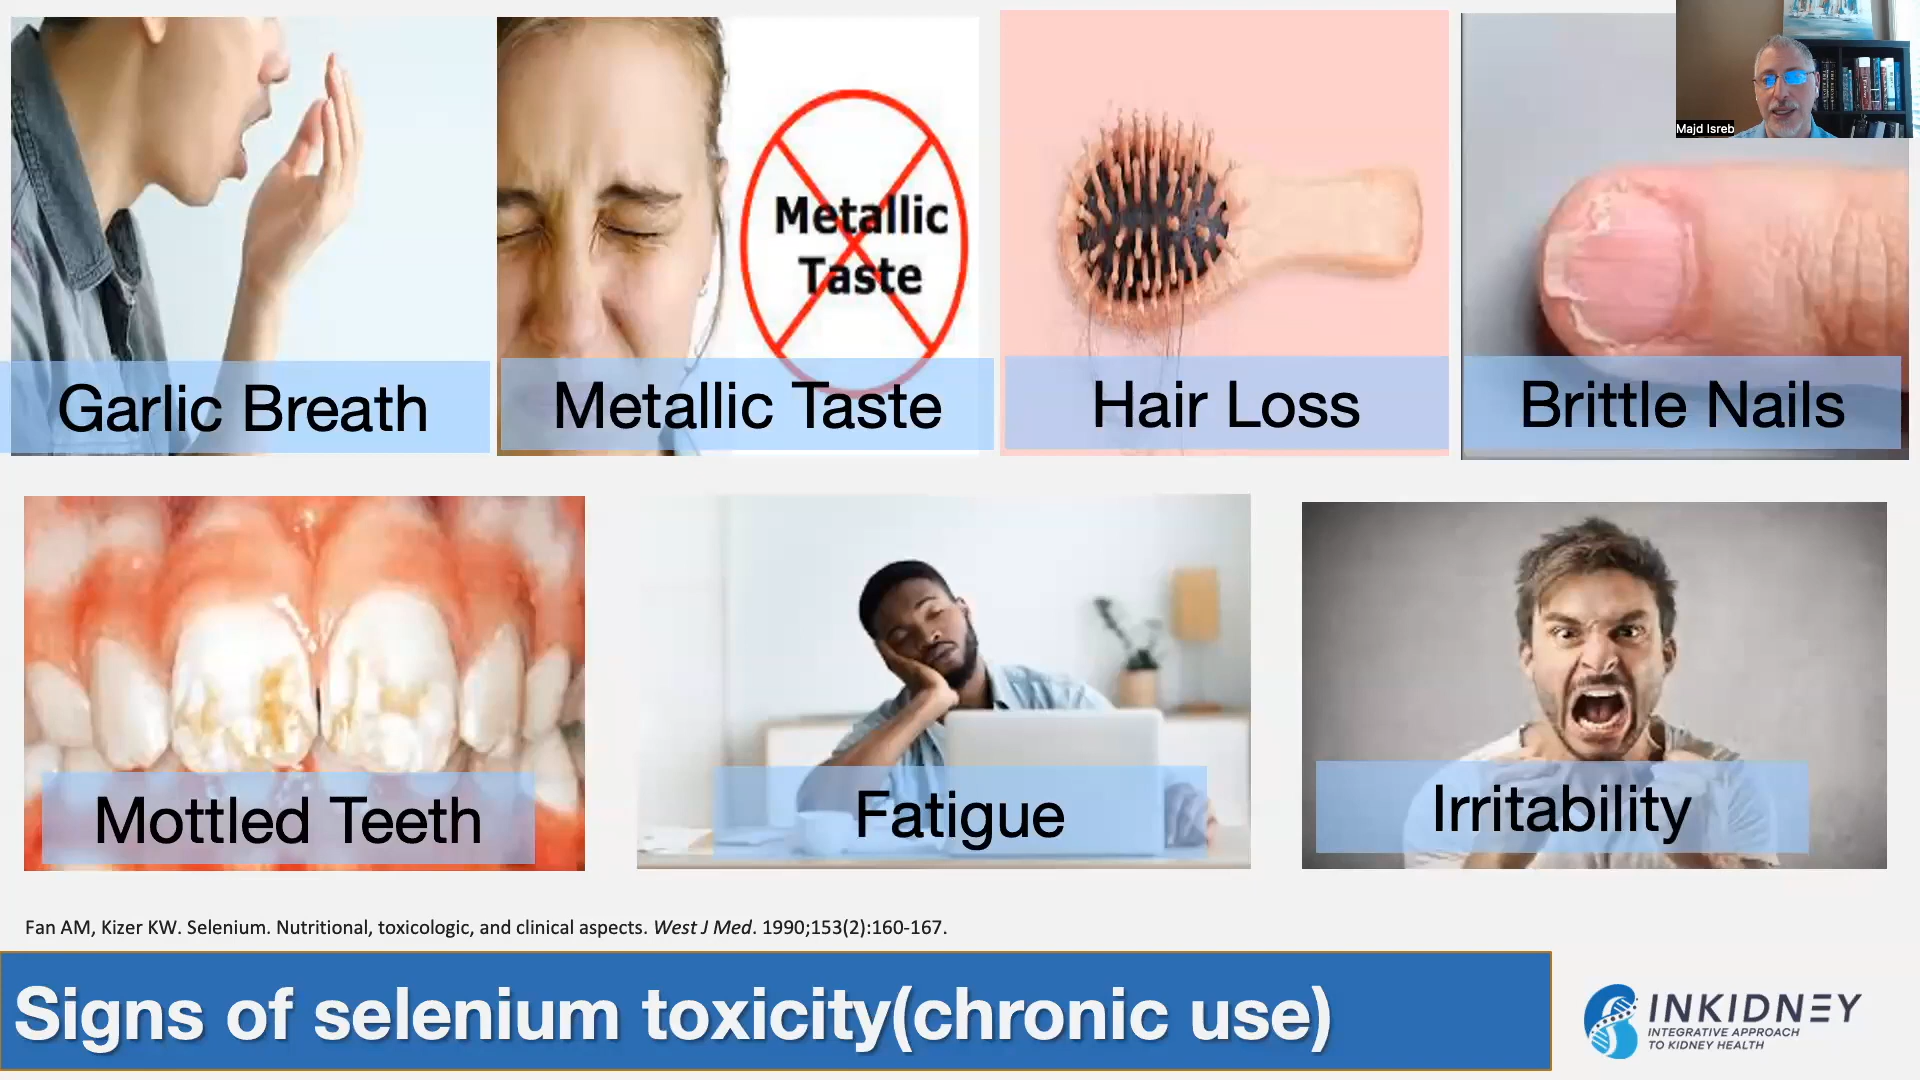 Majd Isreb
Metallic
Taste
Garlic Breath
Metallic Taste
Hair Loss
Brittle Nails
Mottled Teeth
Fatigue
Irritability
Fan AM, Kizer KW. Selenium. Nutritional, toxicologic, and clinical aspects. West J Med. 1990;153(2):160-167.
Signs of selenium toxicity(chronic use)
INKIDNEY
INTEGRATIVE APPROACH
TO KIDNEY HEALTH